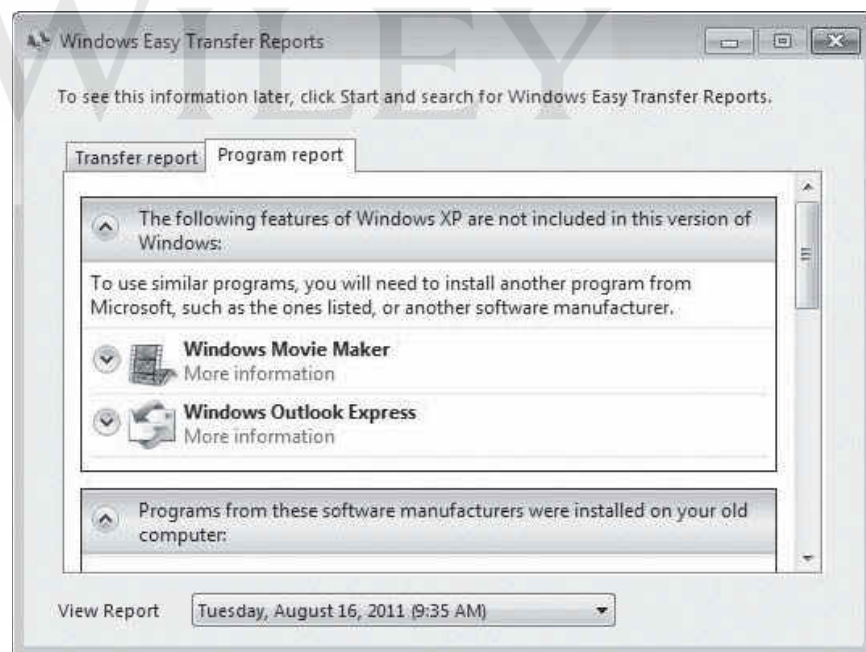 WILEY
Windows Easy Transfer Reports
To see this information later, click Start and search for Windows Easy Transfer Reports.
Transfer report
Program report
The following features of Windows XP are not included in this version of
Windows:
To use similar programs, you will need to install another program from
Microsoft, such as the ones listed, or another software manufacturer.
Windows Movie Maker
More information
Windows Outlook Express
More information
Programs from these software manufacturers were installed on your old
computer:
View Report
Tuesday, August 16, 2011 (9:35 AM)